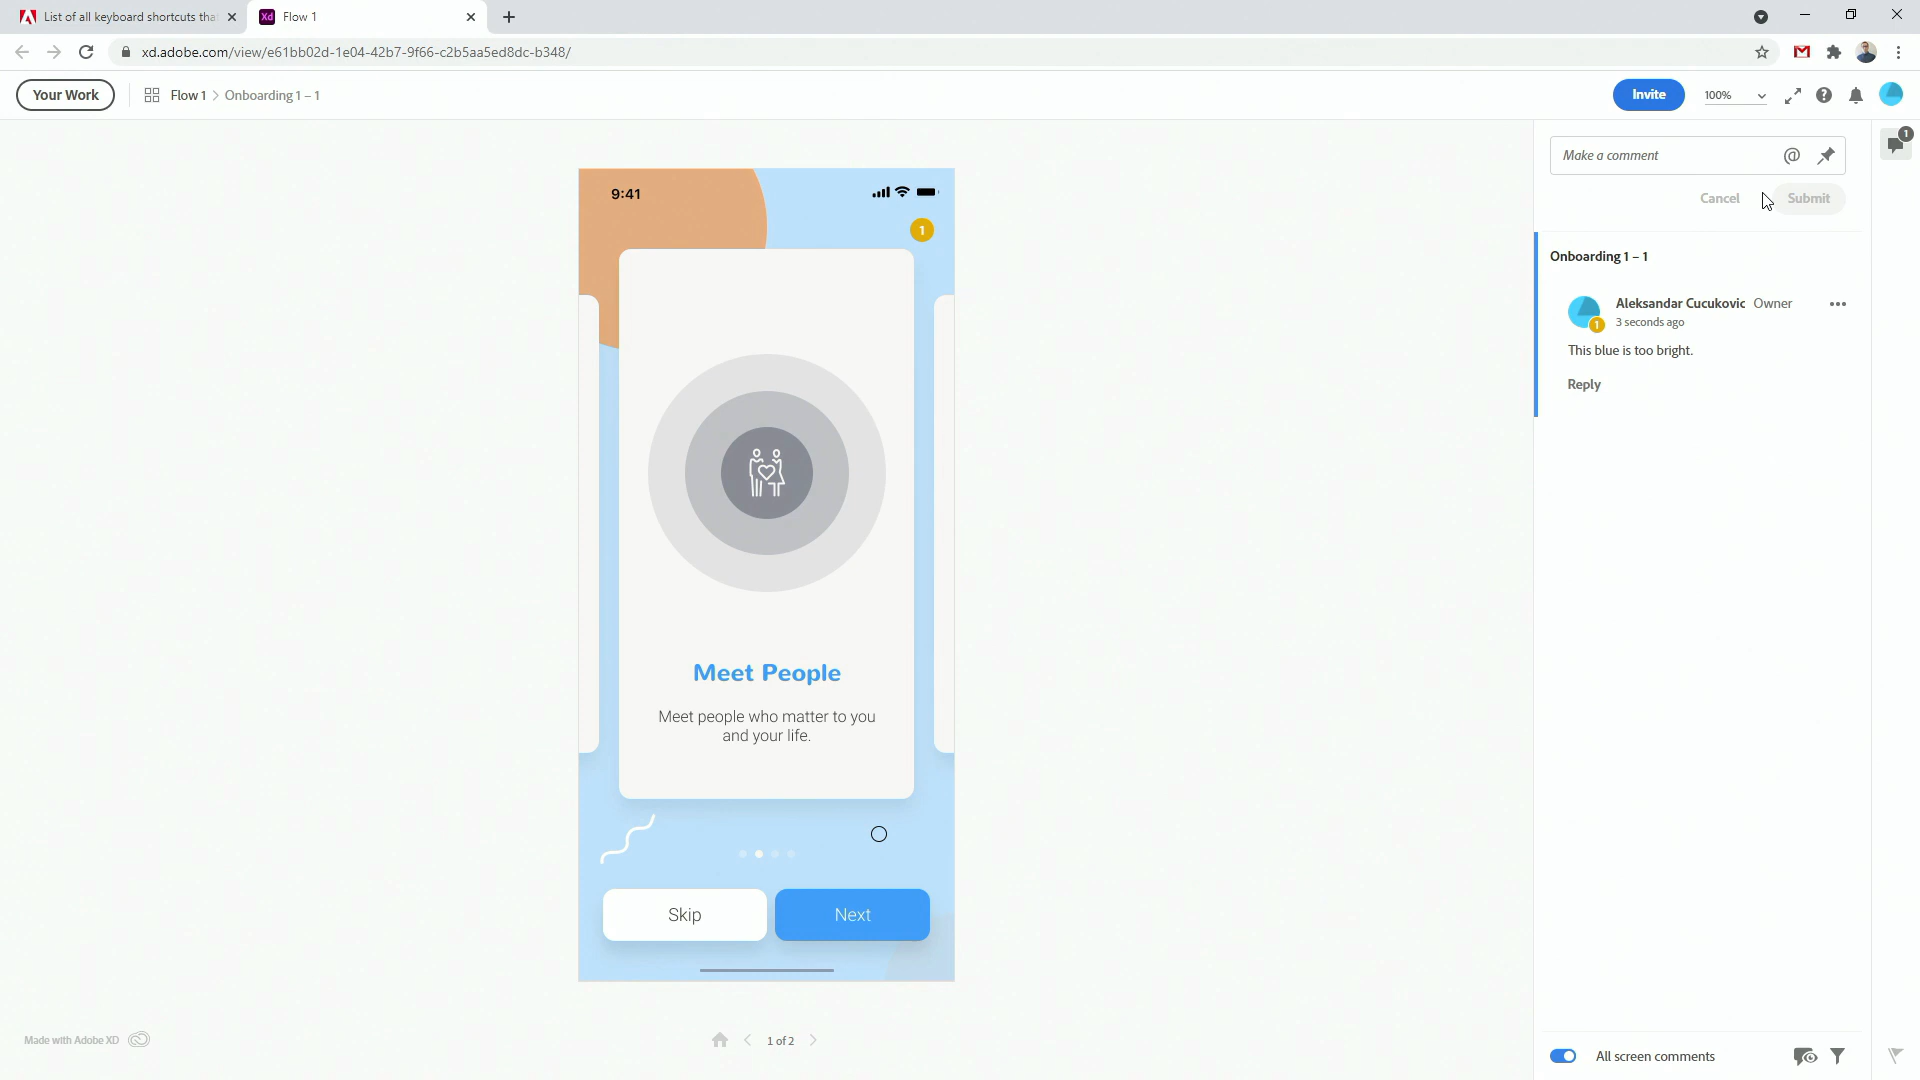 List of all keyboard shortcuts tha
Xd Flow 1
xd.adobe.com/view/e61bb02d-1e04-42b7-9f66-c2b5aa5ed8dc-b348/
Your Work
Flow 1 > Onboarding 1 – 1
Invite
100%
1
Make a comment
Cancel
Submit
9:41
1
Onboarding 1 – 1
Aleksandar Cucukovic Owner
1
3 seconds ago
This blue is too bright.
Reply
Meet People
Meet people who matter to you
and your life.
Skip
Next
Made with Adobe XD
1 of 2
All screen comments